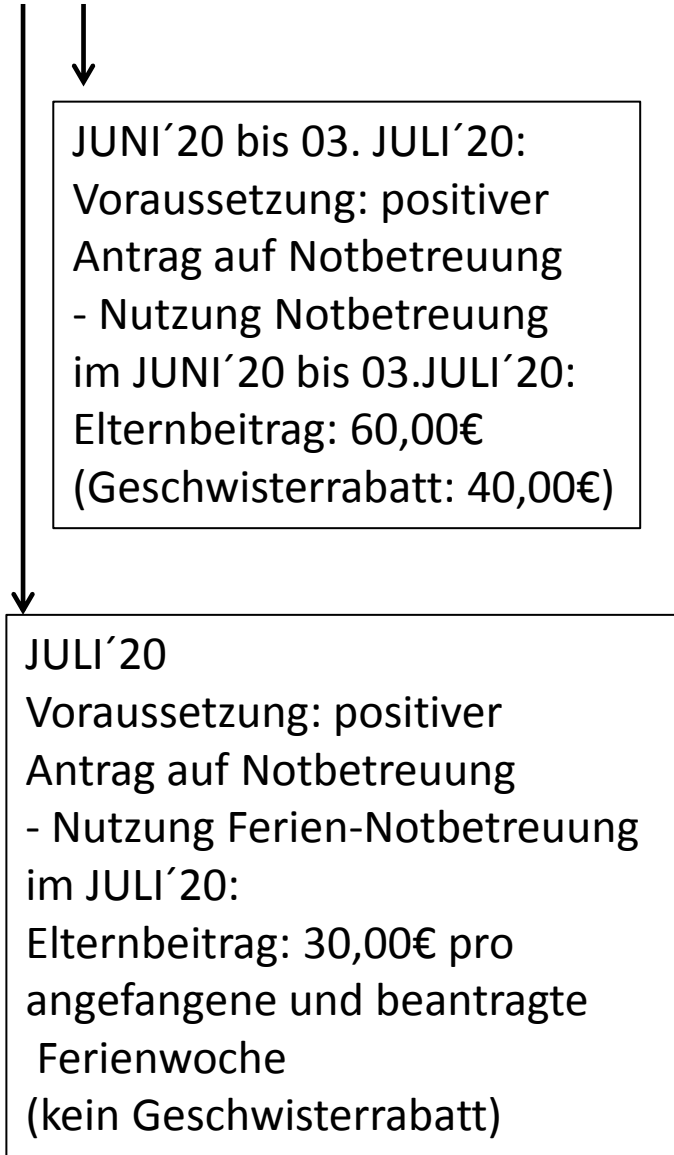 JUNI´20 bis 03. JULI´20:
Voraussetzung: positiver
Antrag auf Notbetreuung
- Nutzung Notbetreuung
im JUNI´20 bis 03.JULI´20:
Elternbeitrag: 60,00€
(Geschwisterrabatt: 40,00€)
JULI´20
Voraussetzung: positiver
Antrag auf Notbetreuung
- Nutzung Ferien-Notbetreuung
im JULI´20:
Elternbeitrag: 30,00€ pro
angefangene und beantragte
Ferienwoche
(kein Geschwisterrabatt)